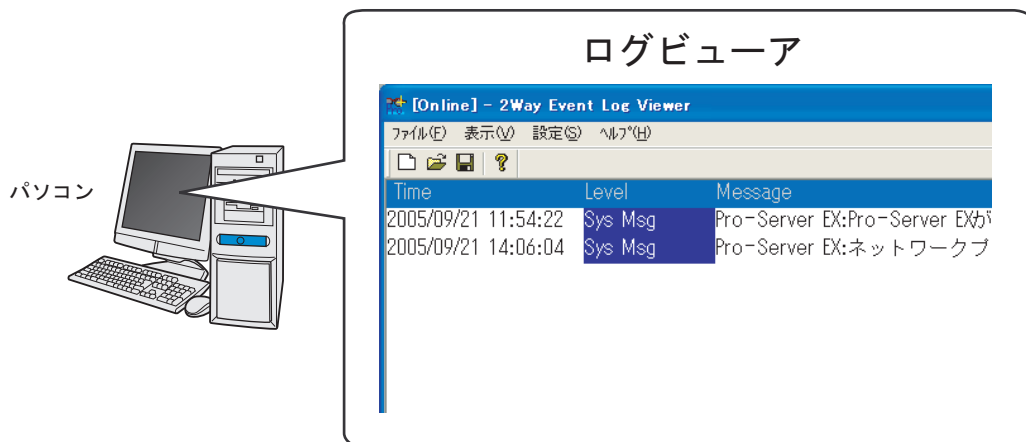 ログビューア
パソコン
[Online] - 2Way Event Log Viewer
ファイル(F) 表示(V) 設定(S) ヘルプ(H)
Time Level Message
2005/09/21 11:54:22 Sys Msg Pro-Server EX:Pro-Server EXが
2005/09/21 14:06:04 Sys Msg Pro-Server EX:ネットワークプ